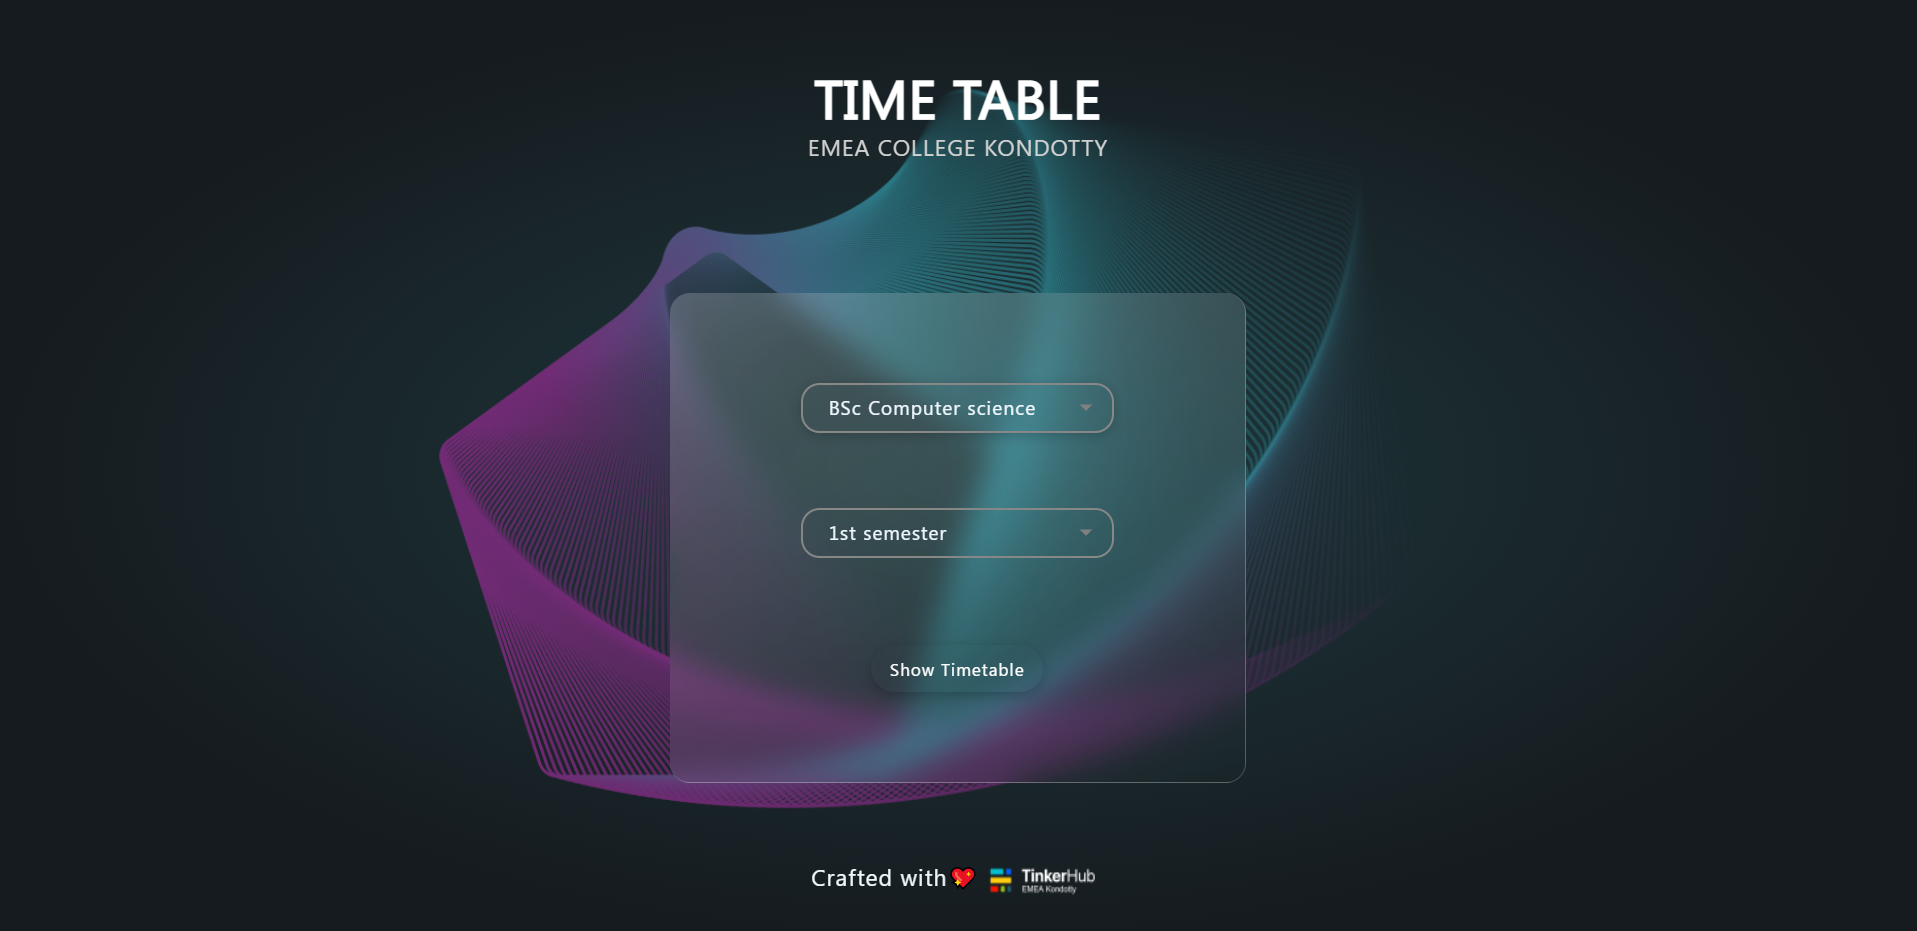 TIME TABLE
EMEA COLLEGE KONDOTTY
BSc Computer science
1st semester
Show Timetable
Crafted with💖 TinkerHub
EMEA Kondotty